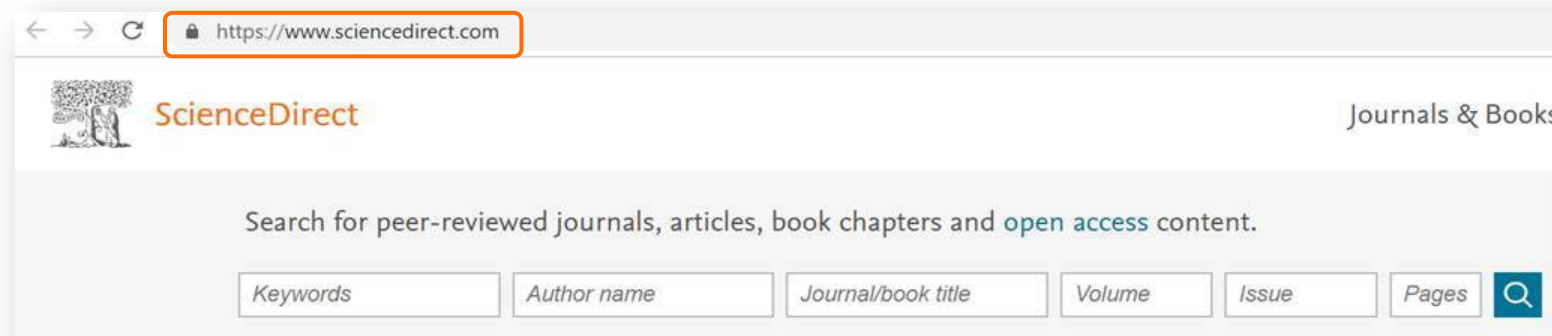 https://www.sciencedirect.com
ScienceDirect
Journals & Books
Search for peer-reviewed journals, articles, book chapters and open access content.
Keywords Author name Journal/book title Volume Issue Pages